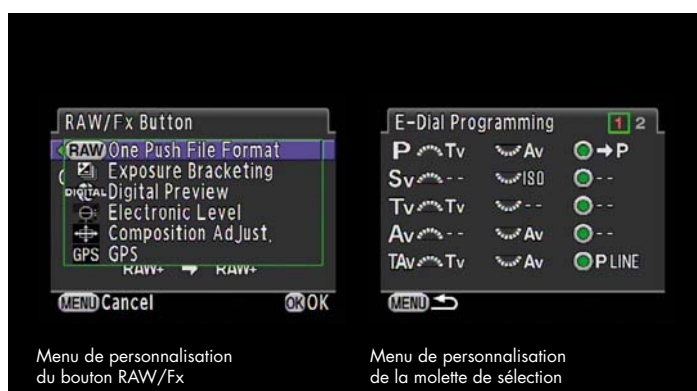 RAW/Fx Button
RAW One Push File Format
Exposure Bracketing
DIGITAL Digital Preview
Electronic Level
Composition Adjust.
GPS GPS
RAW+ RAW+
MENU Cancel OK OK
Menu de personnalisation
du bouton RAW/Fx
E-Dial Programming 1 2
P Tv Av → P
Sv -- ISO --
Tv Tv -- --
Av -- Av --
TAv Tv Av P LINE
MENU
Menu de personnalisation
de la molette de sélection